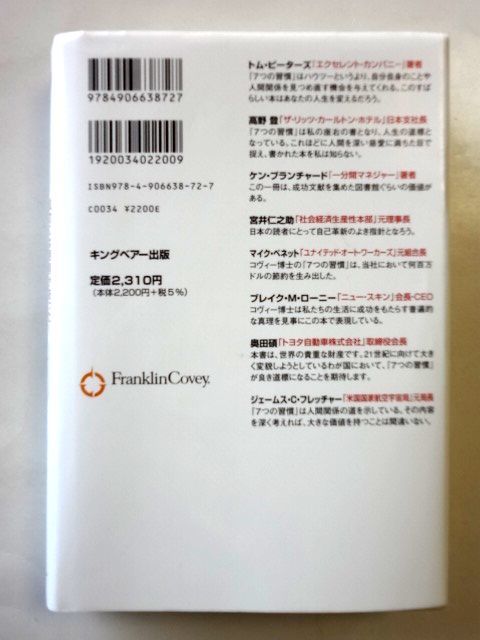 9784906638727
1920034022009
ISBN978-4-906638-72-7
C0034 ¥2200E
キングベアー出版
定価2,310円
(本体2,200円+税5%)
FranklinCovey.
トム・ピーターズ「エクセレント・カンパニー」著者
「7つの習慣」はハウツーというより、自分自身のことや
人間関係を見つめ直す機会を与えてくれる。このすば
らしい本はあなたの人生を変えるだろう。
高野 登「ザ・リッツ・カールトン・ホテル」日本支社長
「7つの習慣」は私の座右の書となり、人生の道標とな
っている。これほどに人間を深い慈愛に満ちた目で
捉え、書かれた本を私は知らない。
ケン・ブランチャード「一分間マネジャー」著者
この一冊は、成功文献を集めた図書館ぐらいの価値が
ある。
宮井仁之助「社会経済生産性本部」元理事長
日本の読者にとって自己革新のよき指針となろう。
マイク・ベネット「ユナイテッド・オートワーカーズ」元組合長
コヴィー博士の「7つの習慣」は、当社において何百万
ドルの節約を生み出した。
ブレイク・M・ローニー「ニュー・スキン」会長・CEO
コヴィー博士は私たちの生活に成功をもたらす普遍的
な真理を見事にこの本で表現している。
奥田碩「トヨタ自動車株式会社」取締役会長
本書は、世界の貴重な財産です。21世紀に向けて大き
く変貌しようとしているわが国において、「7つの習慣」
が良き道標になることを期待します。
ジェームス・C・フレッチャー「米国国家航空宇宙局」元局長
「7つの習慣」は人間関係の道を示している。その内容
を深く考えれば、大きな価値を持つことは間違いない。